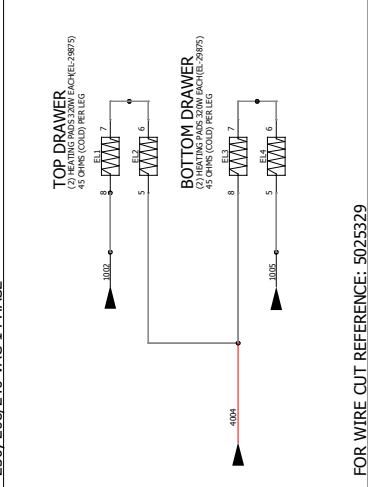 TOP DRAWER
(2) HEATING PADS 320W EACH(EL-29875)
45 OHMS (COLD) PER LEG
BOTTOM DRAWER
(2) HEATING PADS 320W EACH(EL-29875)
45 OHMS (COLD) PER LEG
1002
8
EL1
7
5
EL2
6
4004
8
EL3
7
1005
5
EL4
6
FOR WIRE CUT REFERENCE: 5025329